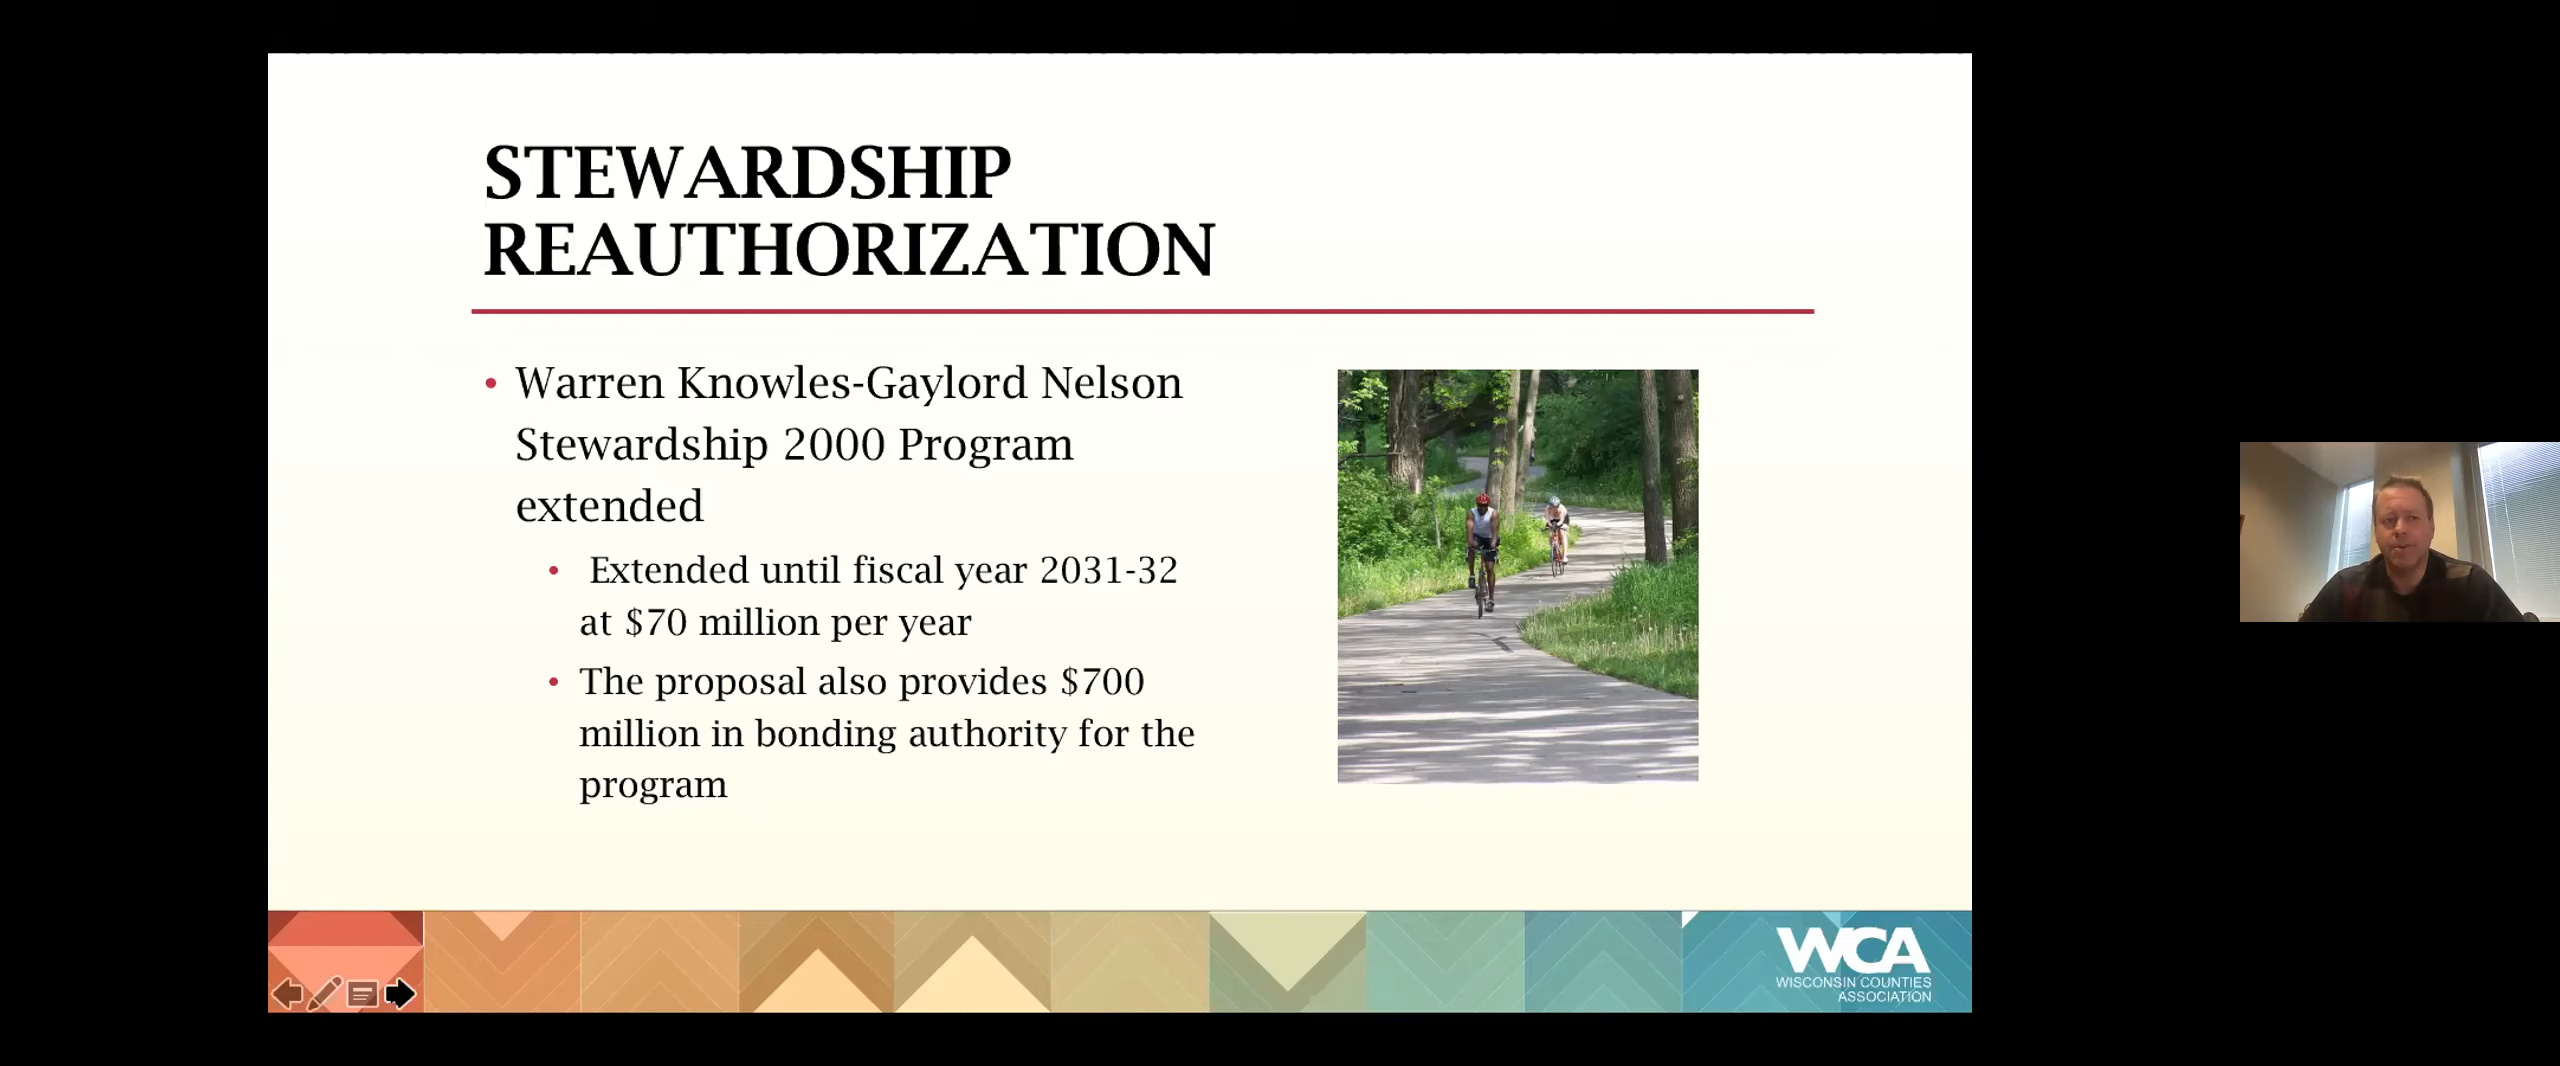 STEWARDSHIP
REAUTHORIZATION
• Warren Knowles-Gaylord Nelson
Stewardship 2000 Program
extended
• Extended until fiscal year 2031-32
at $70 million per year
• The proposal also provides $700
million in bonding authority for the
program
WCA
WISCONSIN COUNTIES
ASSOCIATION